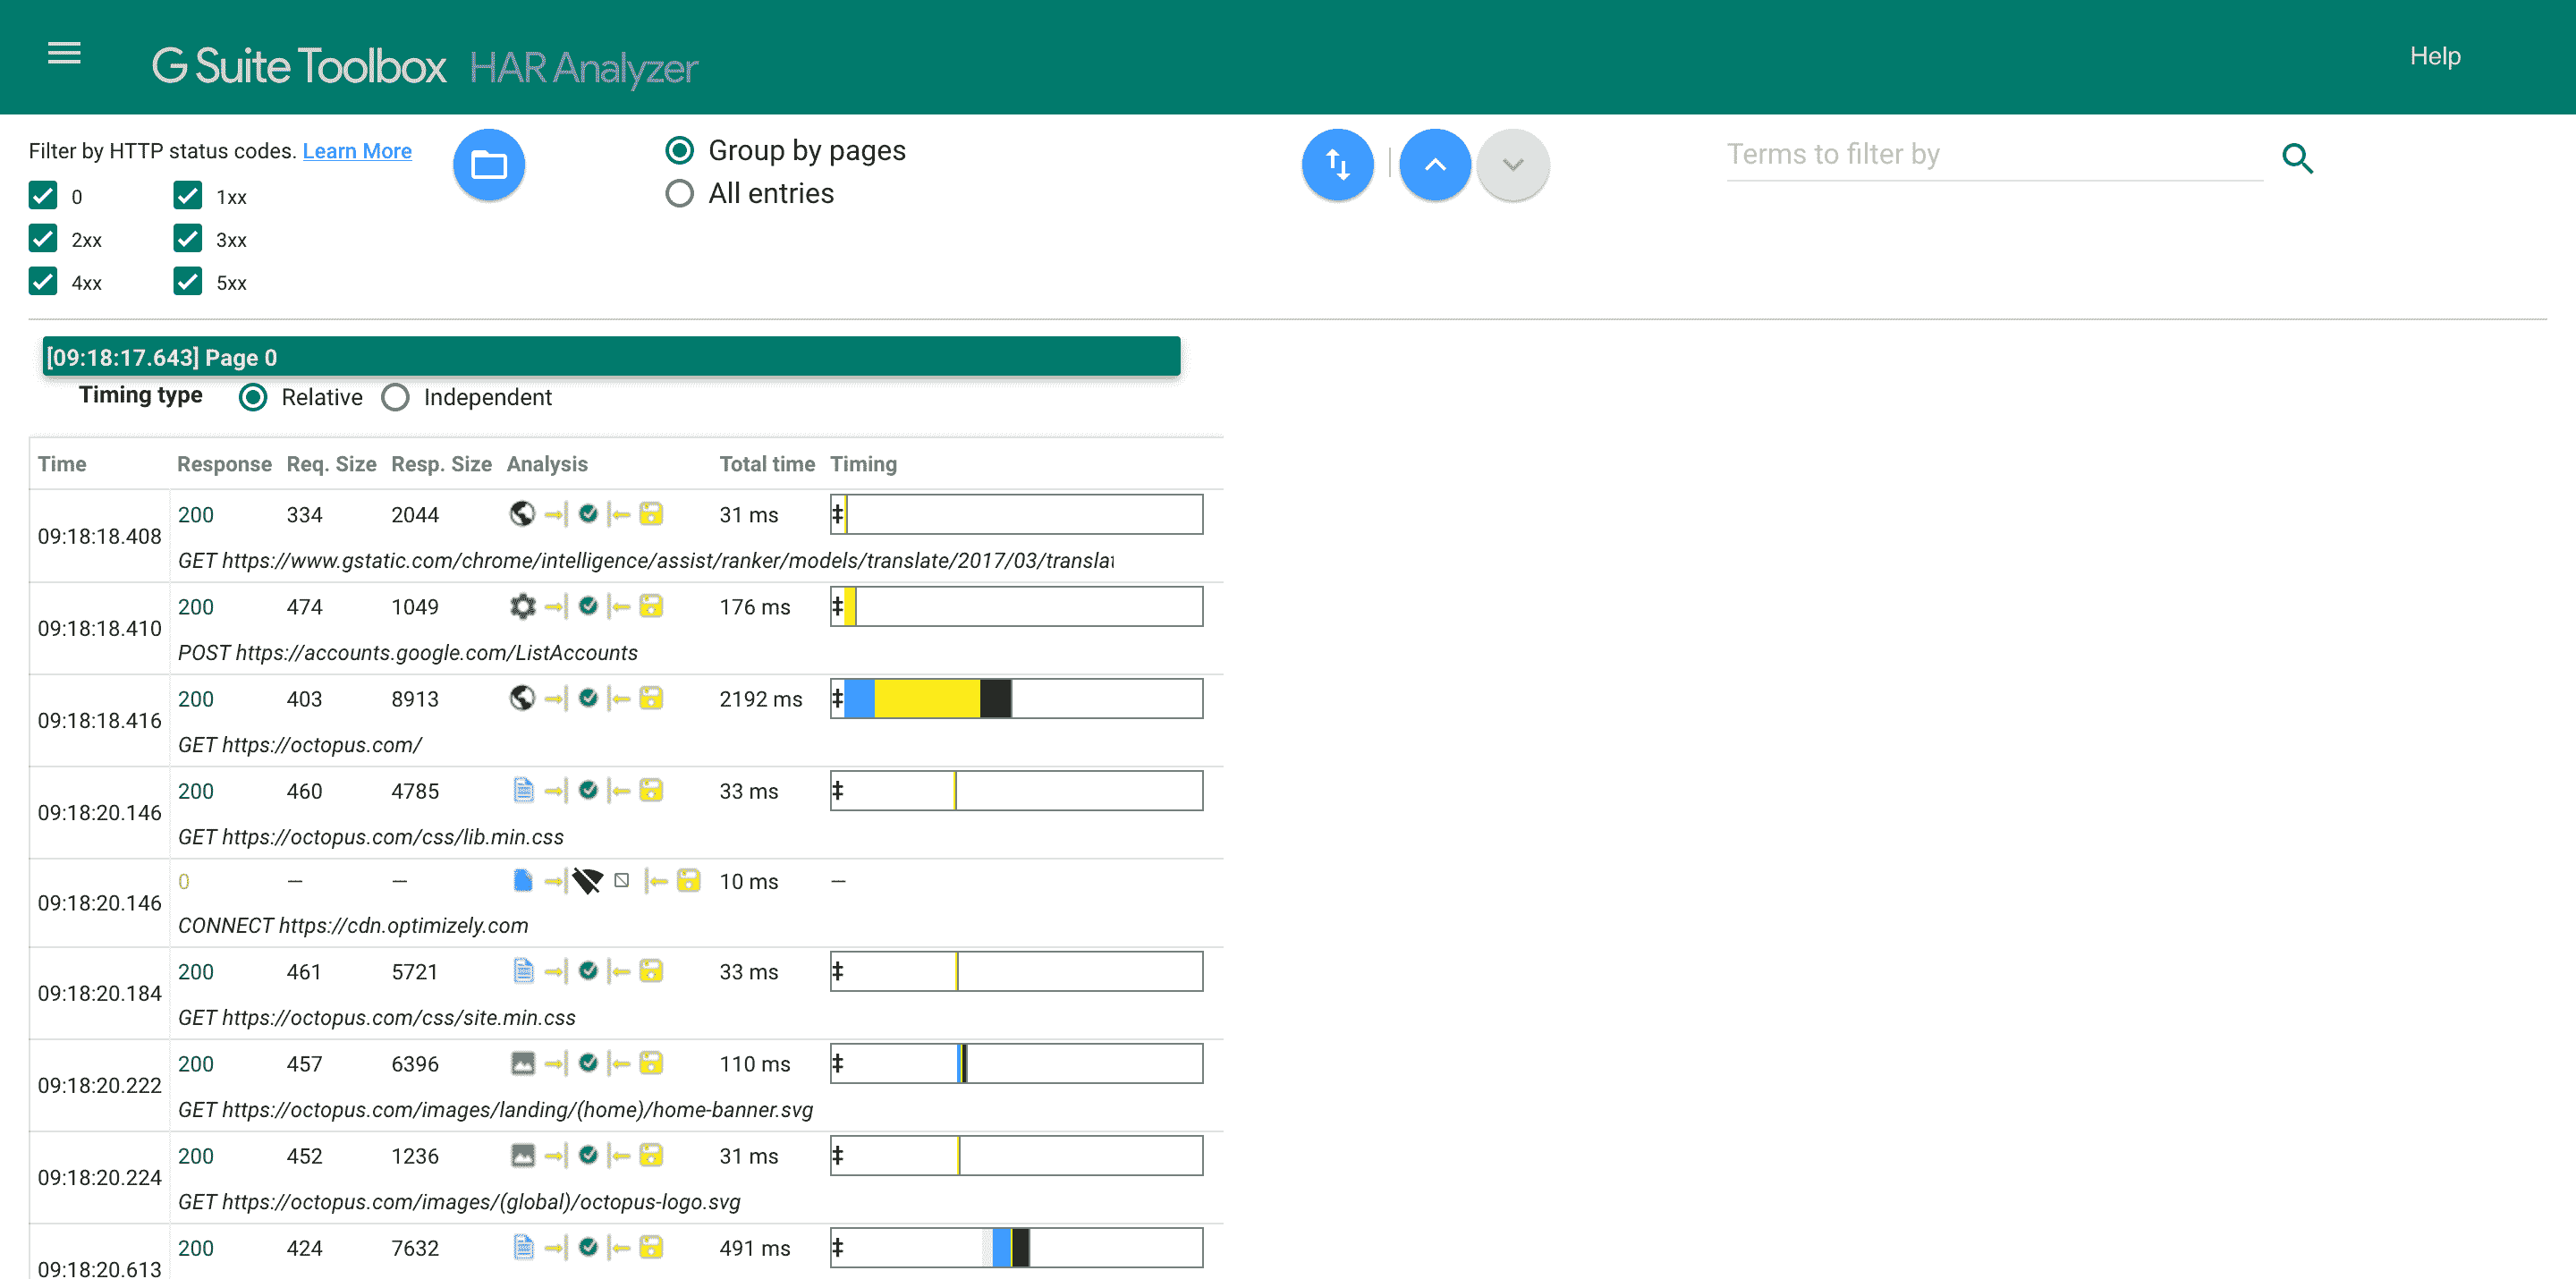 G Suite Toolbox HAR Analyzer Help
Filter by HTTP status codes. Learn More
0 1xx
2xx 3xx
4xx 5xx
Group by pages
All entries
Terms to filter by
[09:18:17.643] Page 0
Timing type Relative Independent
Time Response Req. Size Resp. Size Analysis Total time Timing
09:18:18.408 200 334 2044 31 ms
GET https://www.gstatic.com/chrome/intelligence/assist/ranker/models/translate/2017/03/translat
09:18:18.410 200 474 1049 176 ms
POST https://accounts.google.com/ListAccounts
09:18:18.416 200 403 8913 2192 ms
GET https://octopus.com/
09:18:20.146 200 460 4785 33 ms
GET https://octopus.com/css/lib.min.css
09:18:20.146 0 — — 10 ms —
CONNECT https://cdn.optimizely.com
09:18:20.184 200 461 5721 33 ms
GET https://octopus.com/css/site.min.css
09:18:20.222 200 457 6396 110 ms
GET https://octopus.com/images/landing/(home)/home-banner.svg
09:18:20.224 200 452 1236 31 ms
GET https://octopus.com/images/(global)/octopus-logo.svg
09:18:20.613 200 424 7632 491 ms